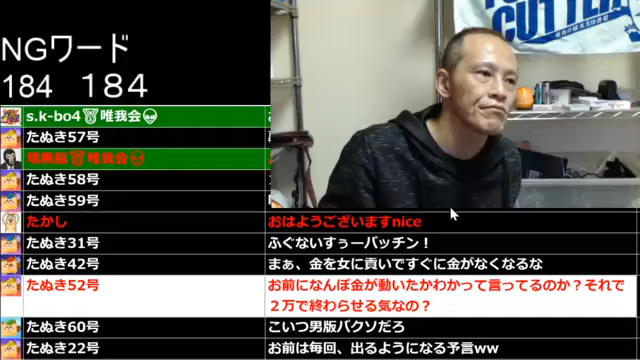 NGワード
184 １８４
CUTTER
s.k-bo4🥇唯我会👽
たぬき57号
たぬき58号
たぬき59号
たかし
おはようございますnice
たぬき31号
ふぐないすぅーバッチン！
たぬき42号
まぁ、金を女に貢いですぐに金がなくなるな
たぬき52号
お前になんぼ金が動いたかわかって言ってるのか？それで
２万で終わらせる気なの？
たぬき60号
こいつ男版バクソだろ
たぬき22号
お前は毎回、出るようになる予言ww